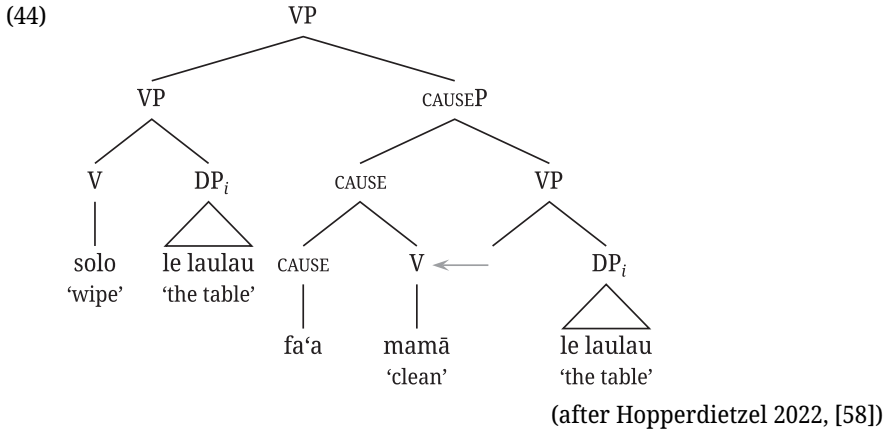 (44) VP
VP CAUSEP
V DPi CAUSE VP
solo le laulau CAUSE V DPi
‘wipe’ ‘the table’
fa‘a mamā le laulau
‘clean’ ‘the table’
(after Hopperdietzel 2022, [58])